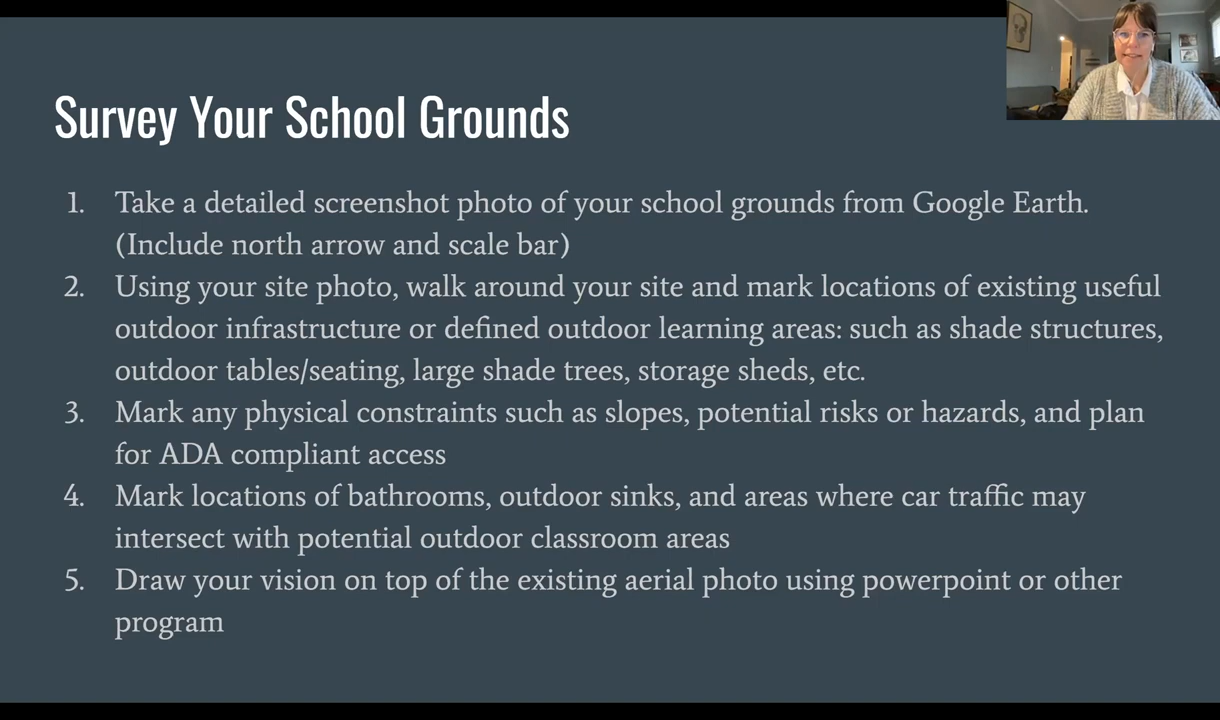 Survey Your School Grounds
1. Take a detailed screenshot photo of your school grounds from Google Earth.
(Include north arrow and scale bar)
2. Using your site photo, walk around your site and mark locations of existing useful
outdoor infrastructure or defined outdoor learning areas: such as shade structures,
outdoor tables/seating, large shade trees, storage sheds, etc.
3. Mark any physical constraints such as slopes, potential risks or hazards, and plan
for ADA compliant access
4. Mark locations of bathrooms, outdoor sinks, and areas where car traffic may
intersect with potential outdoor classroom areas
5. Draw your vision on top of the existing aerial photo using powerpoint or other
program